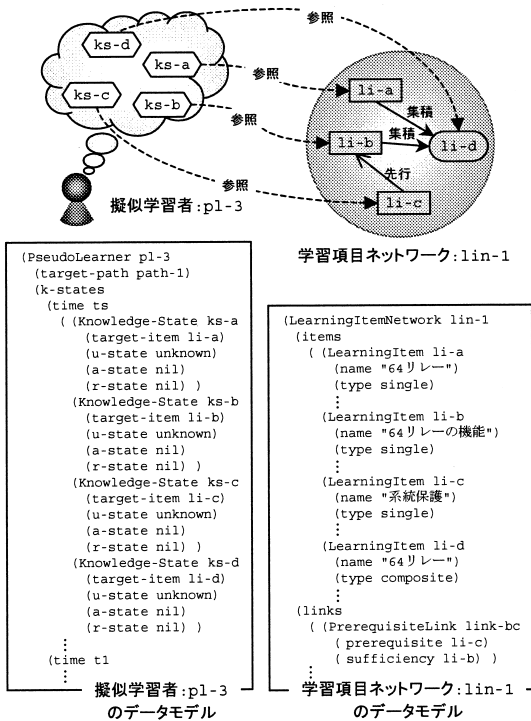 ks-d
ks-a
ks-c
ks-b
参照
参照
参照
参照
li-a
集積
li-b
集積
li-d
先行
li-c
擬似学習者:pl-3
学習項目ネットワーク:lin-1
(PseudoLearner pl-3
(target-path path-1)
(k-states
(time ts
( (Knowledge-State ks-a
(target-item li-a)
(u-state unknown)
(a-state nil)
(r-state nil) )
(Knowledge-State ks-b
(target-item li-b)
(u-state unknown)
(a-state nil)
(r-state nil) )
(Knowledge-State ks-c
(target-item li-c)
(u-state unknown)
(a-state nil)
(r-state nil) )
(Knowledge-State ks-d
(target-item li-d)
(u-state unknown)
(a-state nil)
(r-state nil) )
⋮
(time t1
⋮
擬似学習者:pl-3
のデータモデル
(LearningItemNetwork lin-1
(items
( (LearningItem li-a
(name "64リレー")
(type single)
⋮
(LearningItem li-b
(name "64リレーの機能")
(type single)
⋮
(LearningItem li-c
(name "系統保護")
(type single)
⋮
(LearningItem li-d
(name "64リレー")
(type composite)
⋮
(links
( (PrerequisiteLink link-bc
( prerequisite li-c)
( sufficiency li-b) )
⋮
学習項目ネットワーク:lin-1
のデータモデル